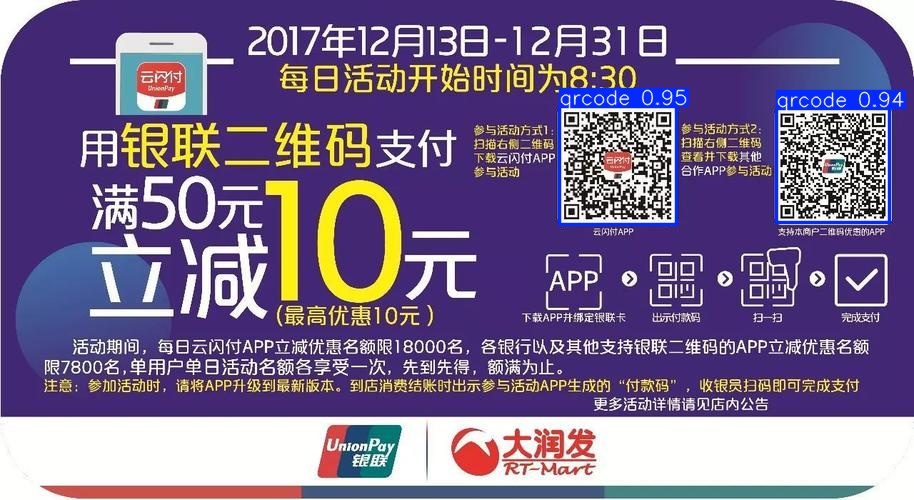 2017年12月13日-12月31日
每日活动开始时间为8:30
云闪付
UnionPay
用银联二维码支付
满50元
立减10元
(最高优惠10元)
qrcode 0.95
参与活动方式1:
扫描右侧二维码
下载云闪付APP
参与活动
云闪付
云闪付APP
qrcode 0.94
参与活动方式2:
扫描右侧二维码
查看并下载其他
合作APP参与活动
UnionPay
支持本商户二维码优惠的APP
APP
下载APP并绑定银联卡
出示付款码
扫一扫
完成支付
活动期间，每日云闪付APP立减优惠名额限18000名，各银行以及其他支持银联二维码的APP立减优惠名额
限7800名,单用户单日活动名额各享受一次，先到先得，额满为止。
注意：参加活动时，请将APP升级到最新版本。到店消费结账时出示参与活动APP生成的“付款码”，收银员扫码即可完成支付
更多活动详情请见店内公告
UnionPay
银联
大润发
RT-Mart